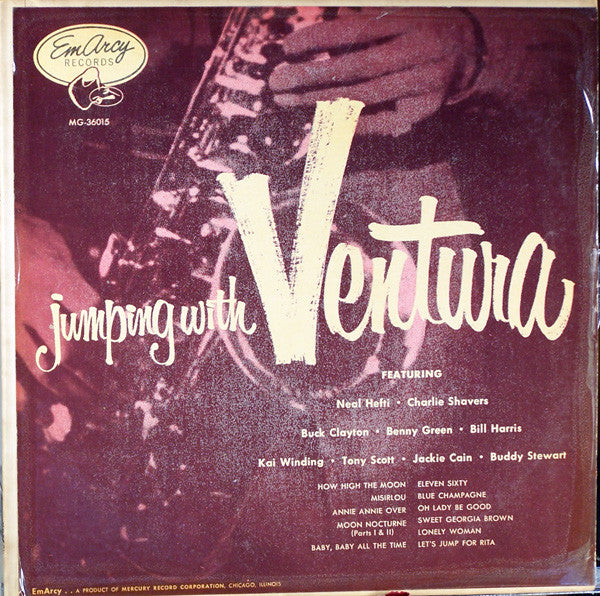 EmArcy
RECORDS
MG-36015
jumping with Ventura
FEATURING
Neal Hefti • Charlie Shavers
Buck Clayton • Benny Green • Bill Harris
Kai Winding • Tony Scott • Jackie Cain • Buddy Stewart
HOW HIGH THE MOON
MISIRLOU
ANNIE ANNIE OVER
MOON NOCTURNE
(Parts I & II)
BABY, BABY ALL THE TIME
ELEVEN SIXTY
BLUE CHAMPAGNE
OH LADY BE GOOD
SWEET GEORGIA BROWN
LONELY WOMAN
LET'S JUMP FOR RITA
EmArcy . . A PRODUCT OF MERCURY RECORD CORPORATION, CHICAGO, ILLINOIS